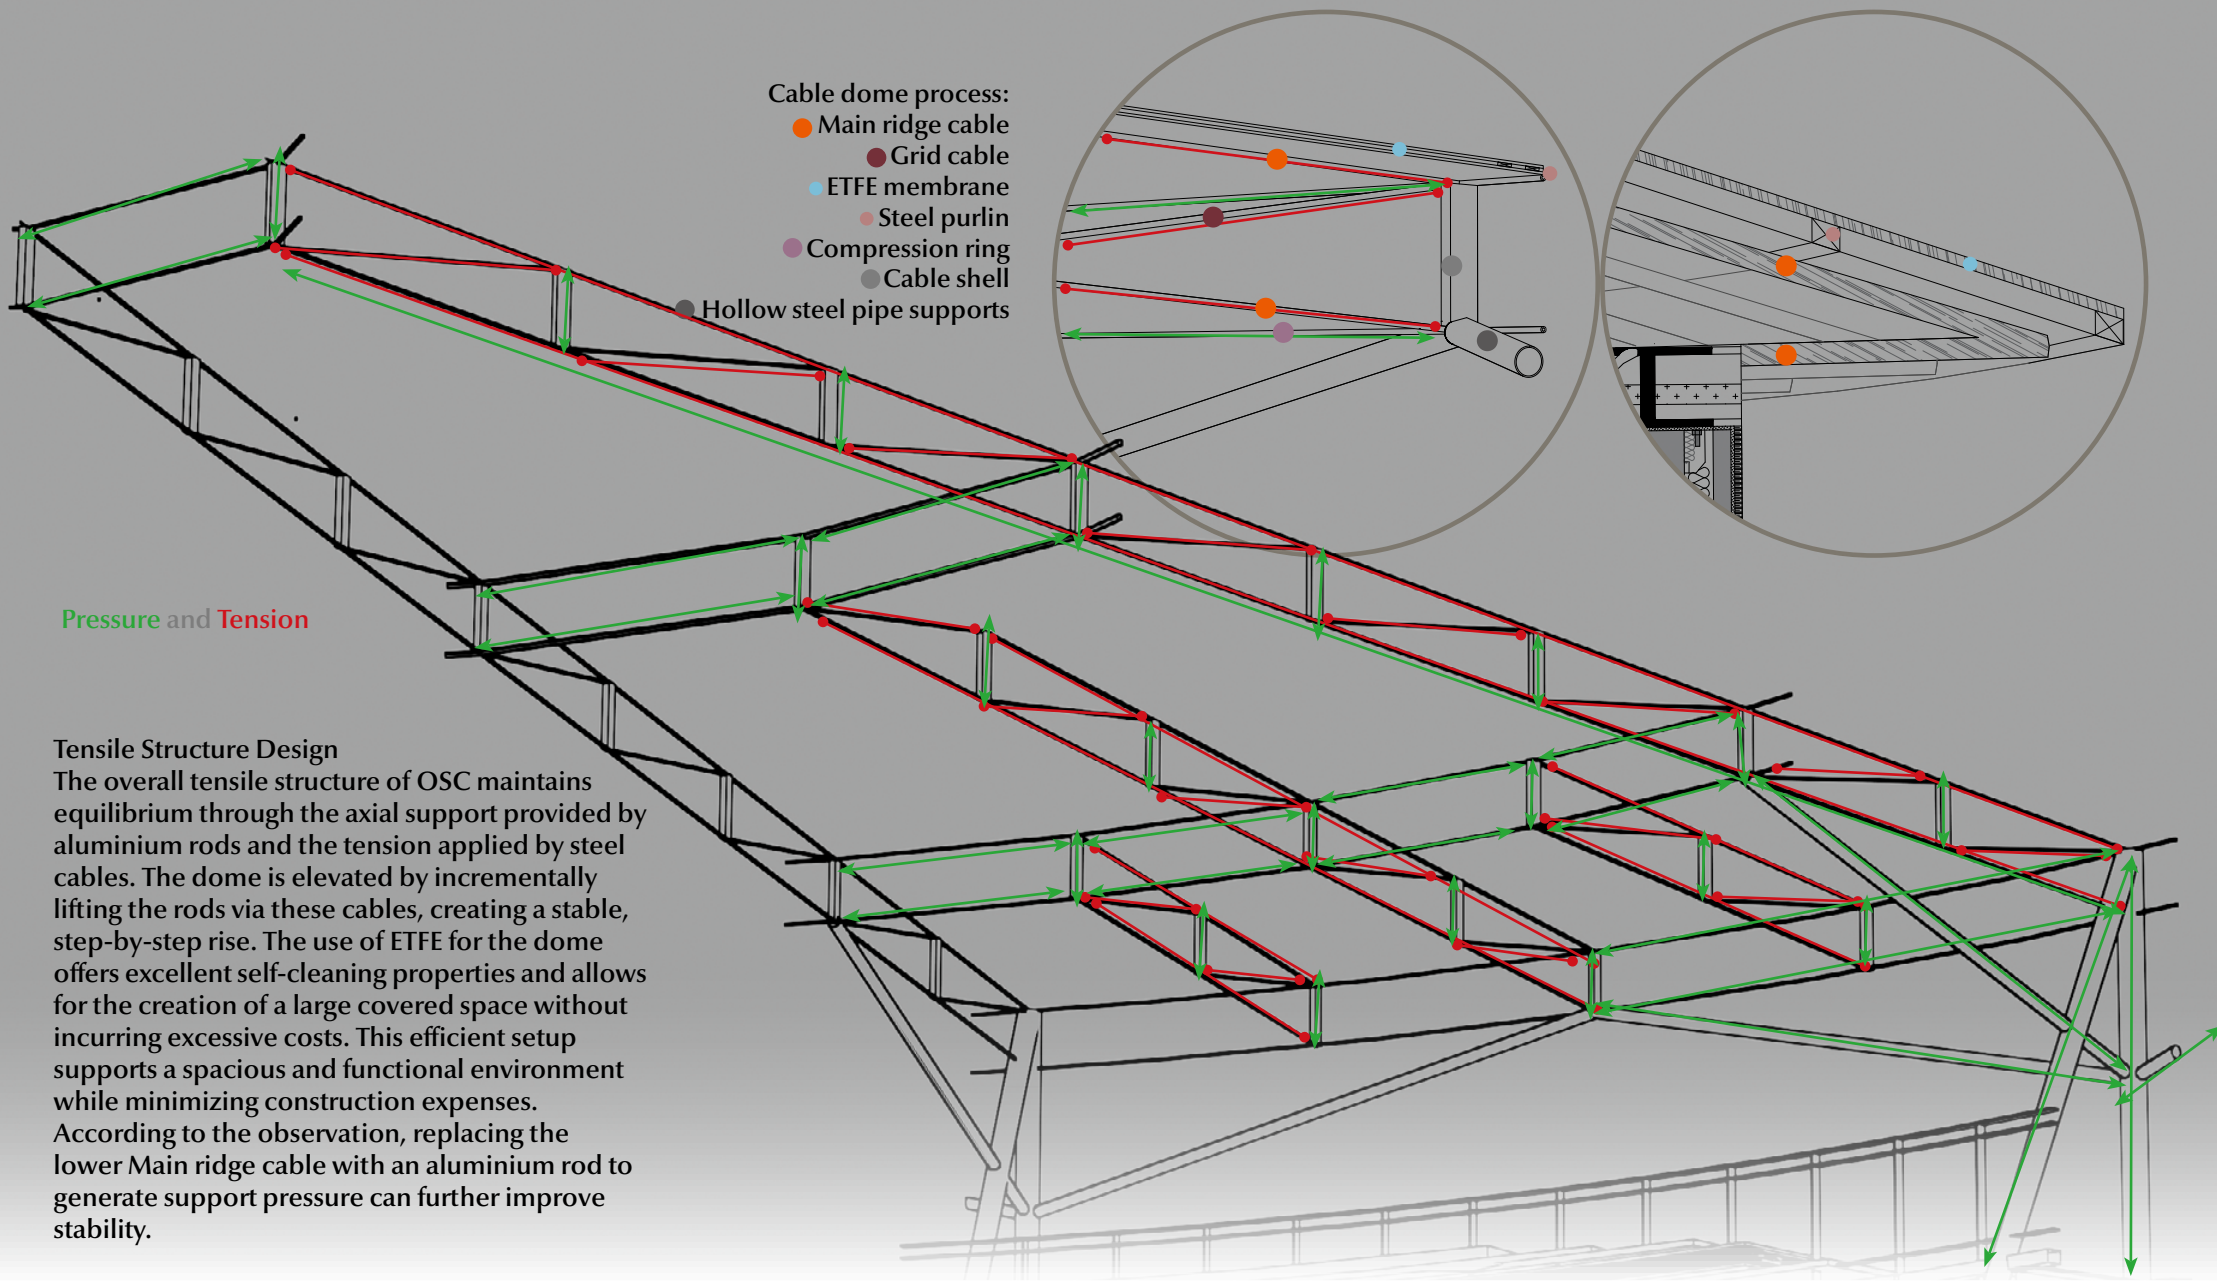 Cable dome process:
Main ridge cable
Grid cable
ETFE membrane
Steel purlin
Compression ring
Cable shell
Hollow steel pipe supports
Pressure and Tension
Tensile Structure Design
The overall tensile structure of OSC maintains
equilibrium through the axial support provided by
aluminium rods and the tension applied by steel
cables. The dome is elevated by incrementally
lifting the rods via these cables, creating a stable,
step-by-step rise. The use of ETFE for the dome
offers excellent self-cleaning properties and allows
for the creation of a large covered space without
incurring excessive costs. This efficient setup
supports a spacious and functional environment
while minimizing construction expenses.
According to the observation, replacing the
lower Main ridge cable with an aluminium rod to
generate support pressure can further improve
stability.